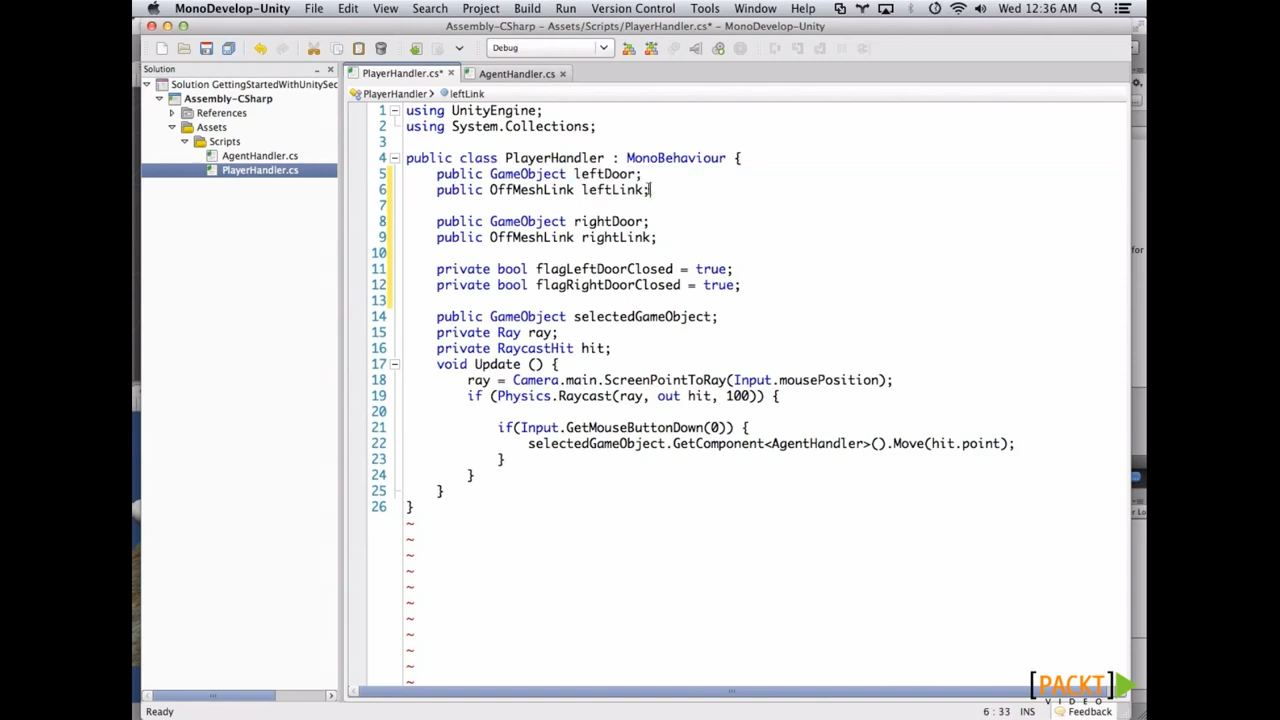 MonoDevelop-Unity File Edit View Search Project Build Run Version Control Tools Window Help Wed 12:36 AM
Assembly-CSharp - Assets/Scripts/PlayerHandler.cs* - MonoDevelop-Unity
Debug
Solution
PlayerHandler.cs* AgentHandler.cs
Solution GettingStartedWithUnitySec
Assembly-CSharp
References
Assets
Scripts
AgentHandler.cs
PlayerHandler.cs
PlayerHandler leftLink
1 using UnityEngine;
2 using System.Collections;
3
4 public class PlayerHandler : MonoBehaviour {
5 public GameObject leftDoor;
6 public OffMeshLink leftLink;
7
8 public GameObject rightDoor;
9 public OffMeshLink rightLink;
10
11 private bool flagLeftDoorClosed = true;
12 private bool flagRightDoorClosed = true;
13
14 public GameObject selectedGameObject;
15 private Ray ray;
16 private RaycastHit hit;
17 void Update () {
18 ray = Camera.main.ScreenPointToRay(Input.mousePosition);
19 if (Physics.Raycast(ray, out hit, 100)) {
20
21 if(Input.GetMouseButtonDown(0)) {
22 selectedGameObject.GetComponent<AgentHandler>().Move(hit.point);
23 }
24 }
25 }
26 }
~
~
~
~
~
~
~
~
~
~
~
for
[PACKT]
VIDEO
Ready
6 : 33 INS Feedback